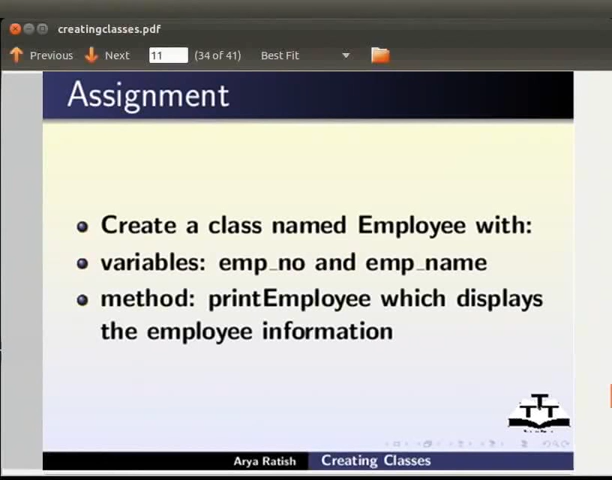 creatingclasses.pdf
Previous Next 11 (34 of 41) Best Fit
Assignment
Create a class named Employee with:
variables: emp_no and emp_name
method: printEmployee which displays
the employee information
TTT
Arya Ratish Creating Classes